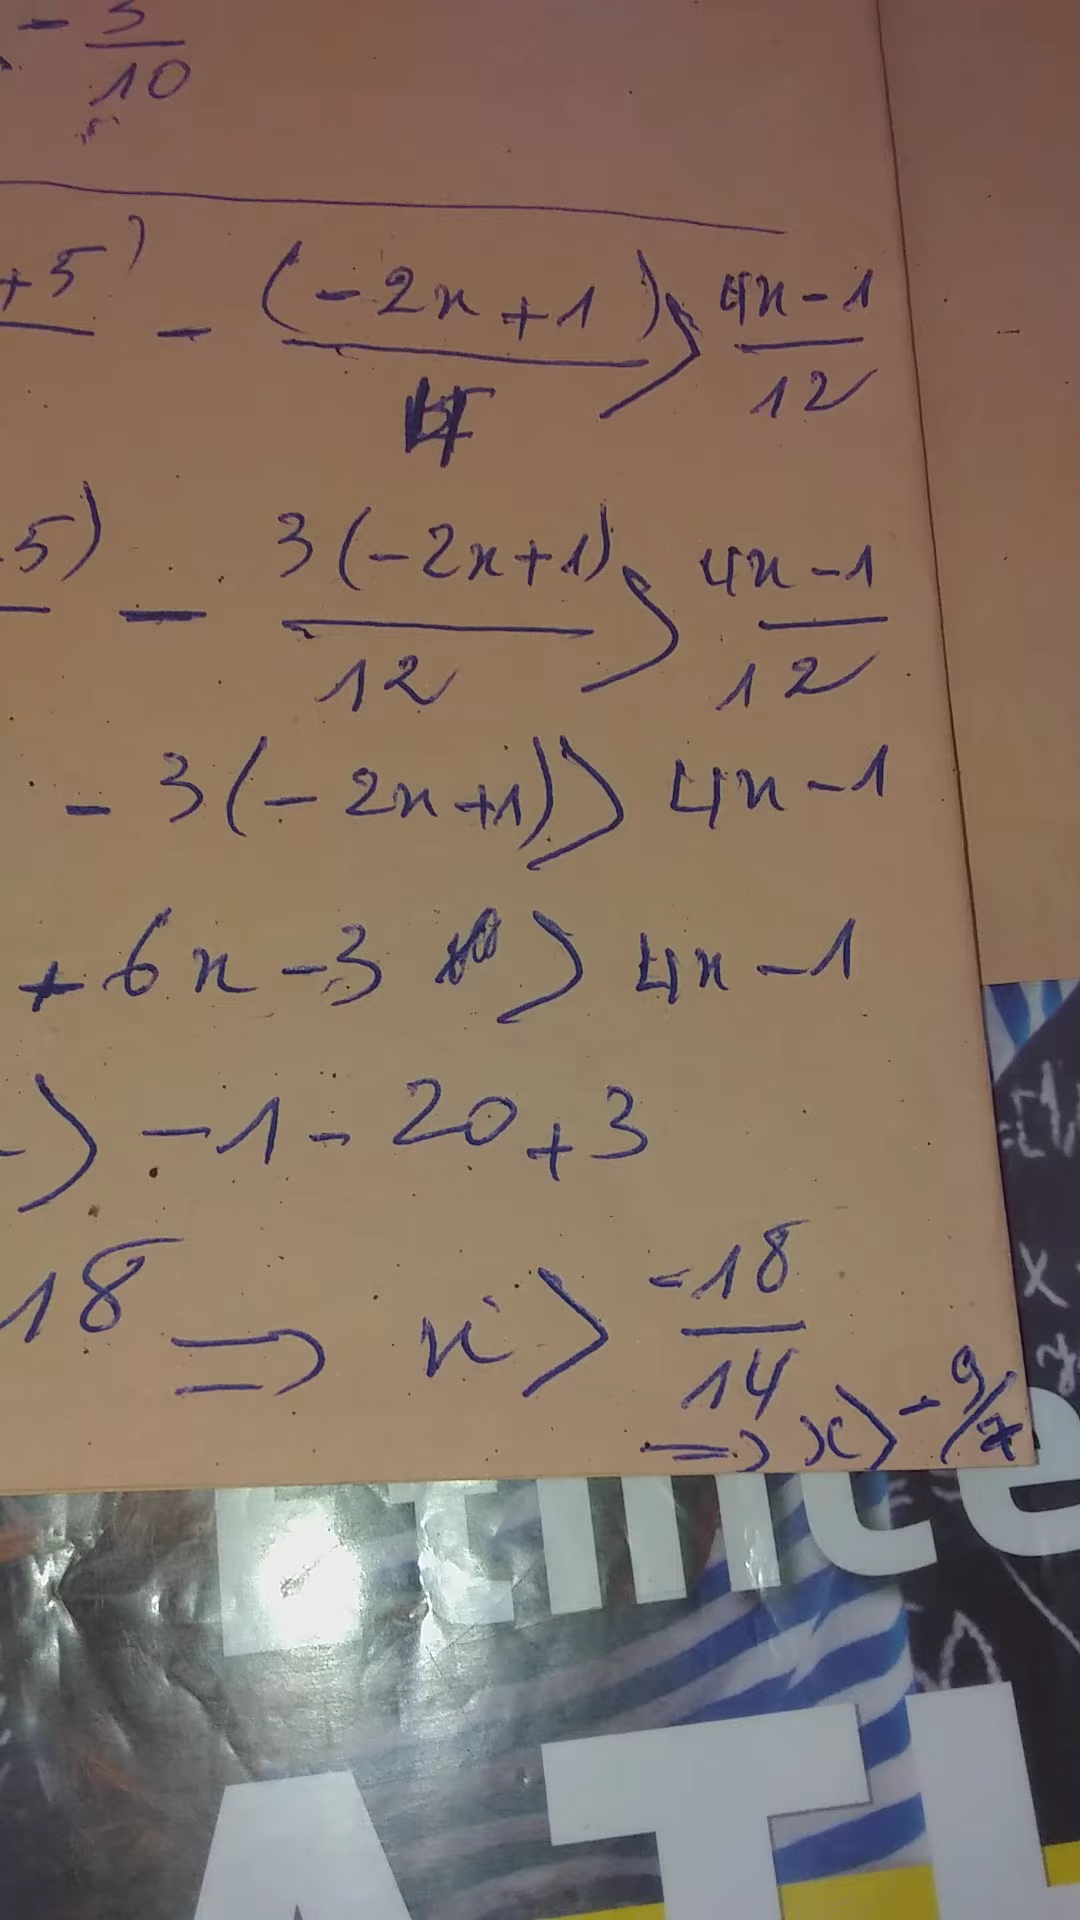 - 3/10
+5) - (-2x+1)/4 > 4x-1/12
5) - 3(-2x+1)/12 > 4x-1/12
- 3(-2x+1) > 4x-1
+ 6x - 3 > 4x - 1
> -1 - 20 + 3
18 => x > -18/14
=> x > -9/7